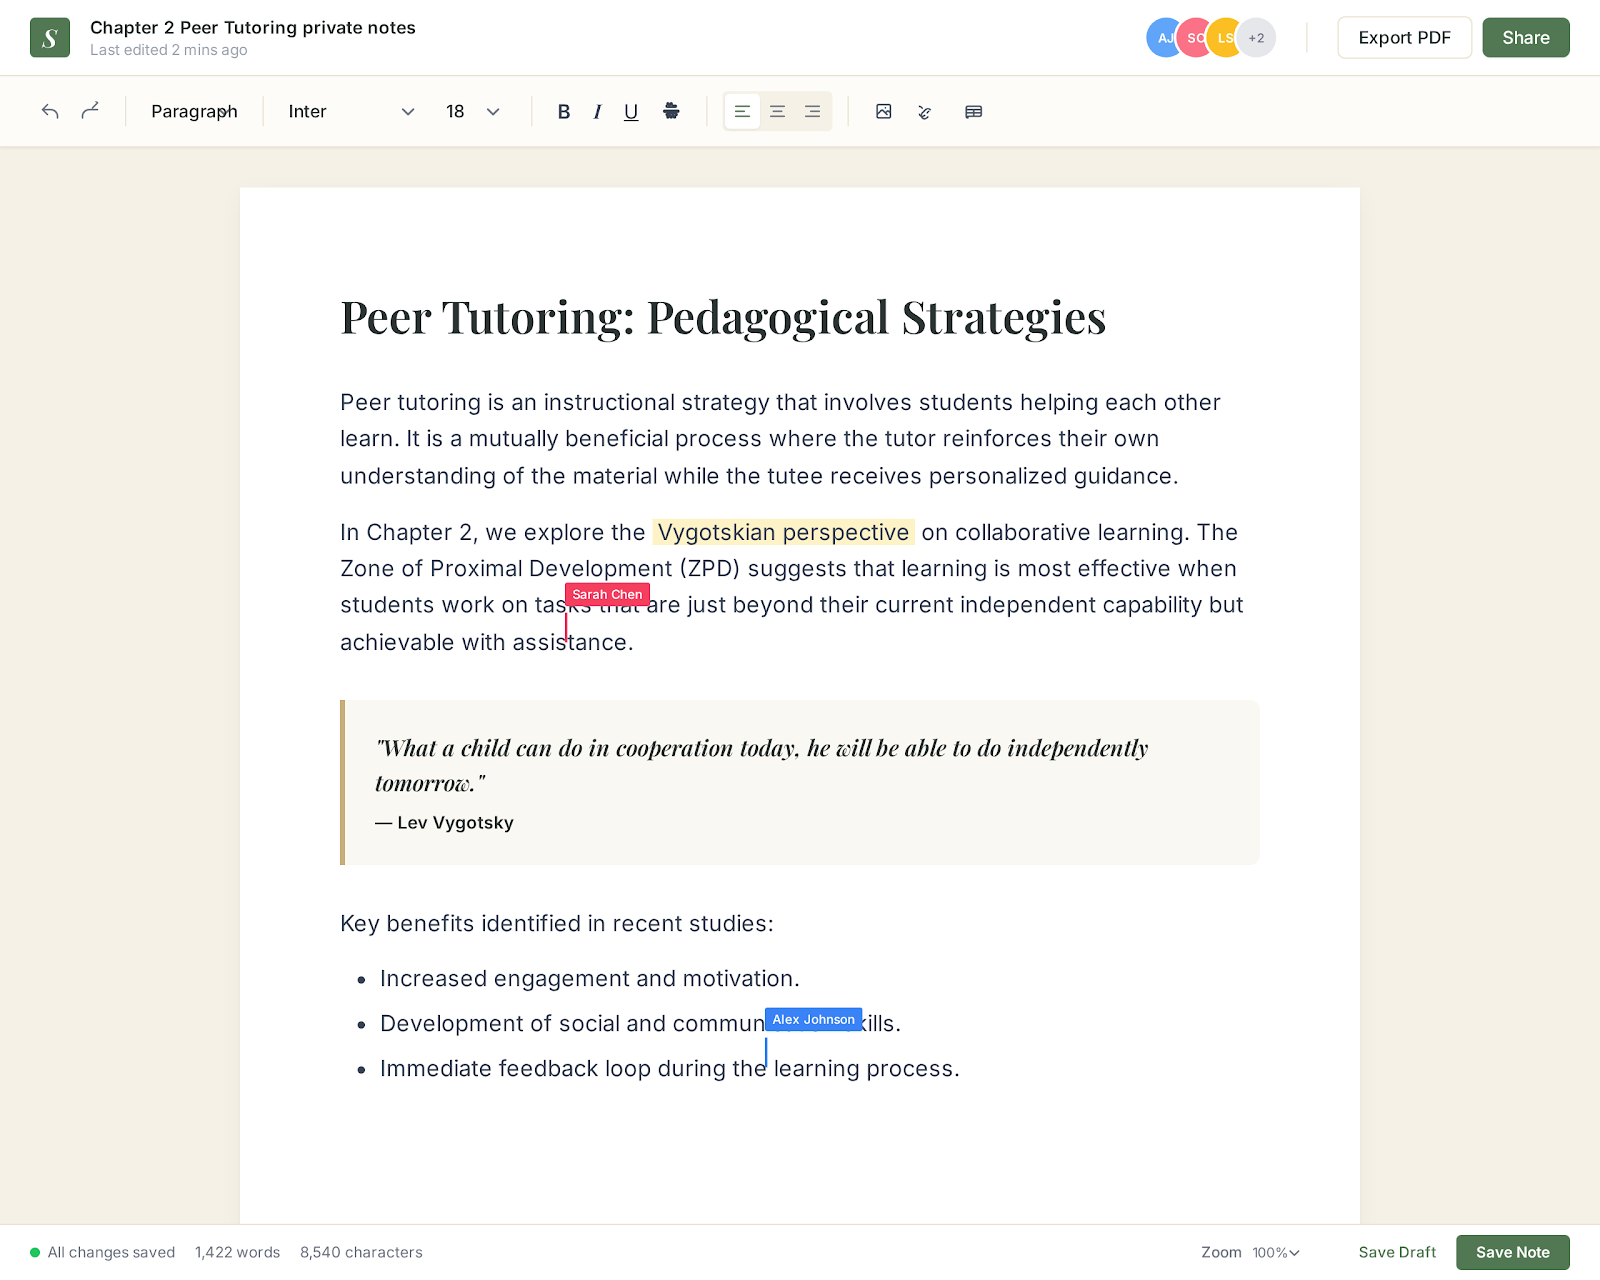 S
Chapter 2 Peer Tutoring private notes
Last edited 2 mins ago
AJ
SC
LS
+2
Export PDF
Share
Paragraph
Inter
18
B
I
U
Peer Tutoring: Pedagogical Strategies
Peer tutoring is an instructional strategy that involves students helping each other
learn. It is a mutually beneficial process where the tutor reinforces their own
understanding of the material while the tutee receives personalized guidance.
In Chapter 2, we explore the Vygotskian perspective on collaborative learning. The
Zone of Proximal Development (ZPD) suggests that learning is most effective when
Sarah Chen
students work on tasks that are just beyond their current independent capability but
achievable with assistance.
"What a child can do in cooperation today, he will be able to do independently
tomorrow."
— Lev Vygotsky
Key benefits identified in recent studies:
• Increased engagement and motivation.
Alex Johnson
• Development of social and commun kills.
• Immediate feedback loop during the learning process.
All changes saved
1,422 words
8,540 characters
Zoom
100%
Save Draft
Save Note